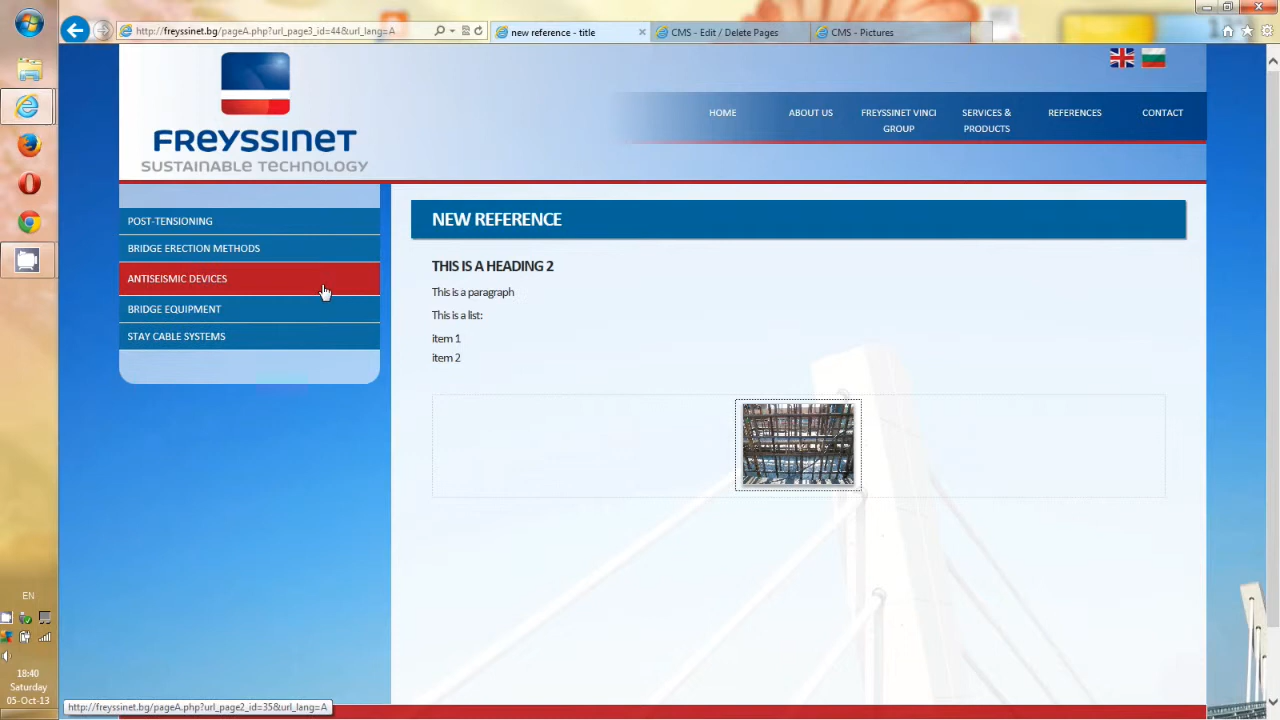 http://freyssinet.bg/pageA.php?url_page3_id=44&url_lang=A
new reference - title
CMS - Edit / Delete Pages
CMS - Pictures
FREYSSINET
SUSTAINABLE TECHNOLOGY
HOME
ABOUT US
FREYSSINET VINCI
GROUP
SERVICES &
PRODUCTS
REFERENCES
CONTACT
POST-TENSIONING
BRIDGE ERECTION METHODS
ANTISEISMIC DEVICES
BRIDGE EQUIPMENT
STAY CABLE SYSTEMS
NEW REFERENCE
THIS IS A HEADING 2
This is a paragraph
This is a list:
item 1
item 2
EN
18:40
Saturday
05-Oct-13
http://freyssinet.bg/pageA.php?url_page2_id=35&url_lang=A